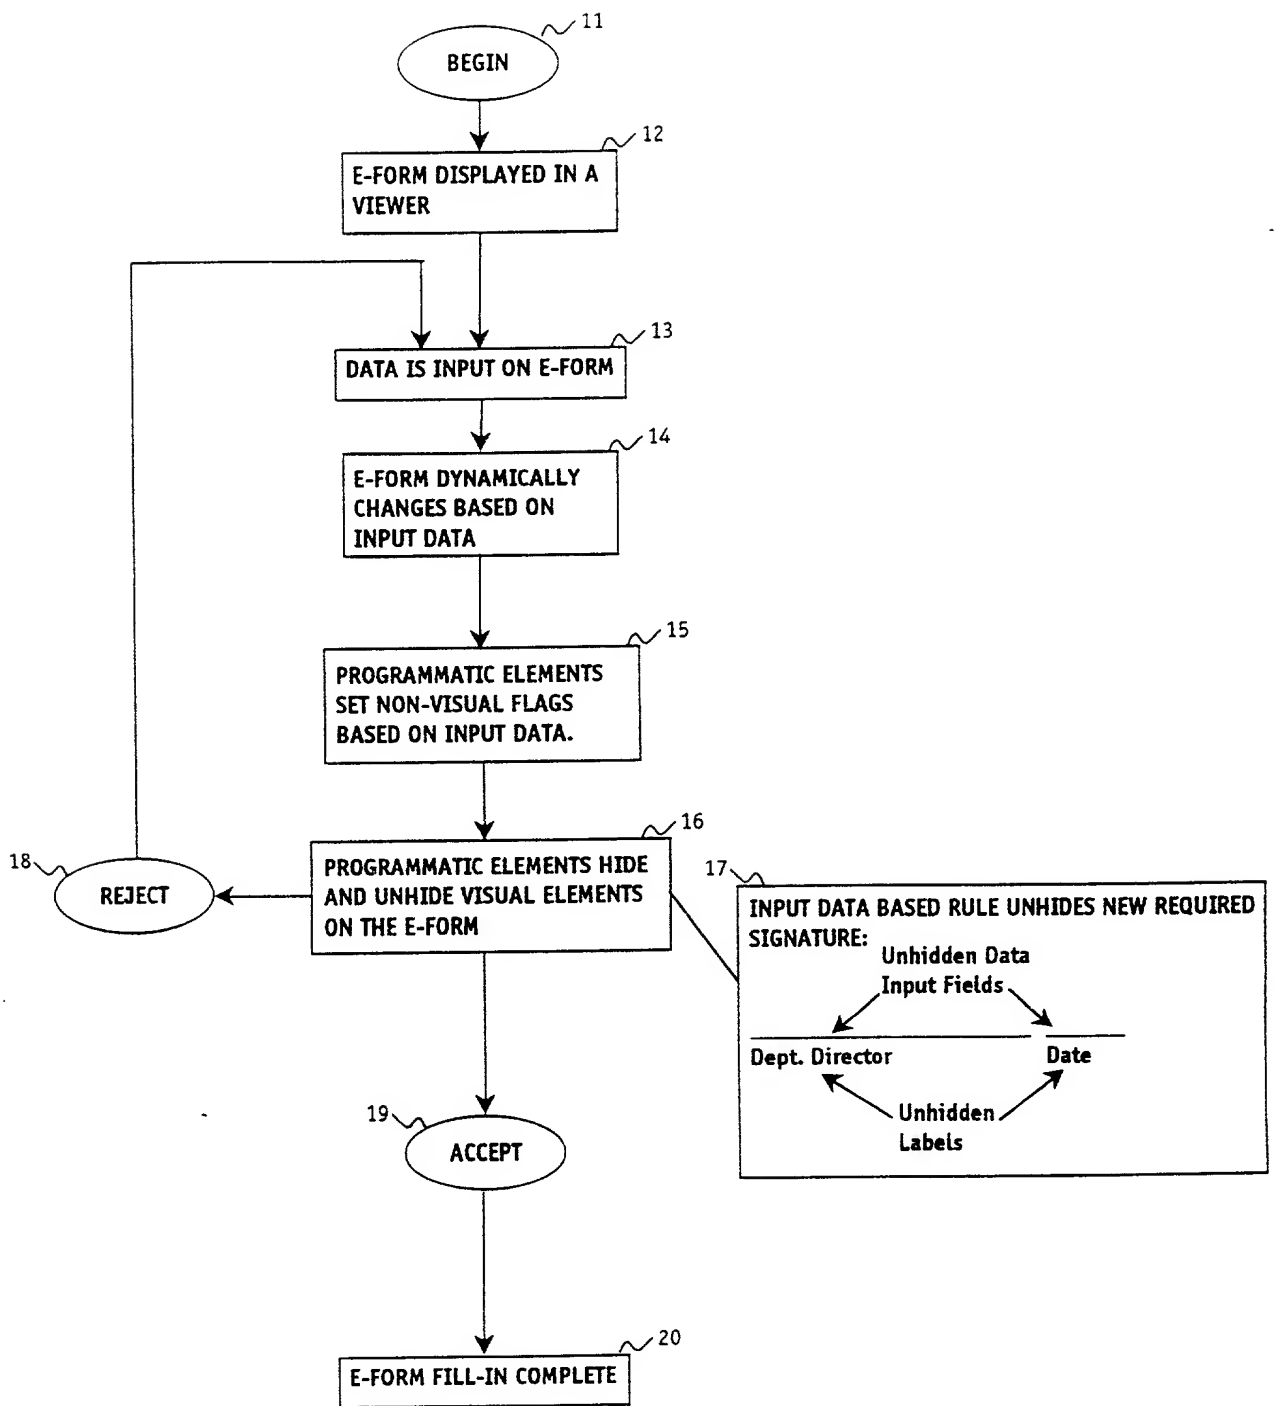 11
BEGIN
12
E-FORM DISPLAYED IN A
VIEWER
13
DATA IS INPUT ON E-FORM
14
E-FORM DYNAMICALLY
CHANGES BASED ON
INPUT DATA
15
PROGRAMMATIC ELEMENTS
SET NON-VISUAL FLAGS
BASED ON INPUT DATA.
16
PROGRAMMATIC ELEMENTS HIDE
AND UNHIDE VISUAL ELEMENTS
ON THE E-FORM
18
REJECT
17
INPUT DATA BASED RULE UNHIDES NEW REQUIRED
SIGNATURE:
Unhidden Data
Input Fields
Dept. Director
Date
Unhidden
Labels
19
ACCEPT
20
E-FORM FILL-IN COMPLETE